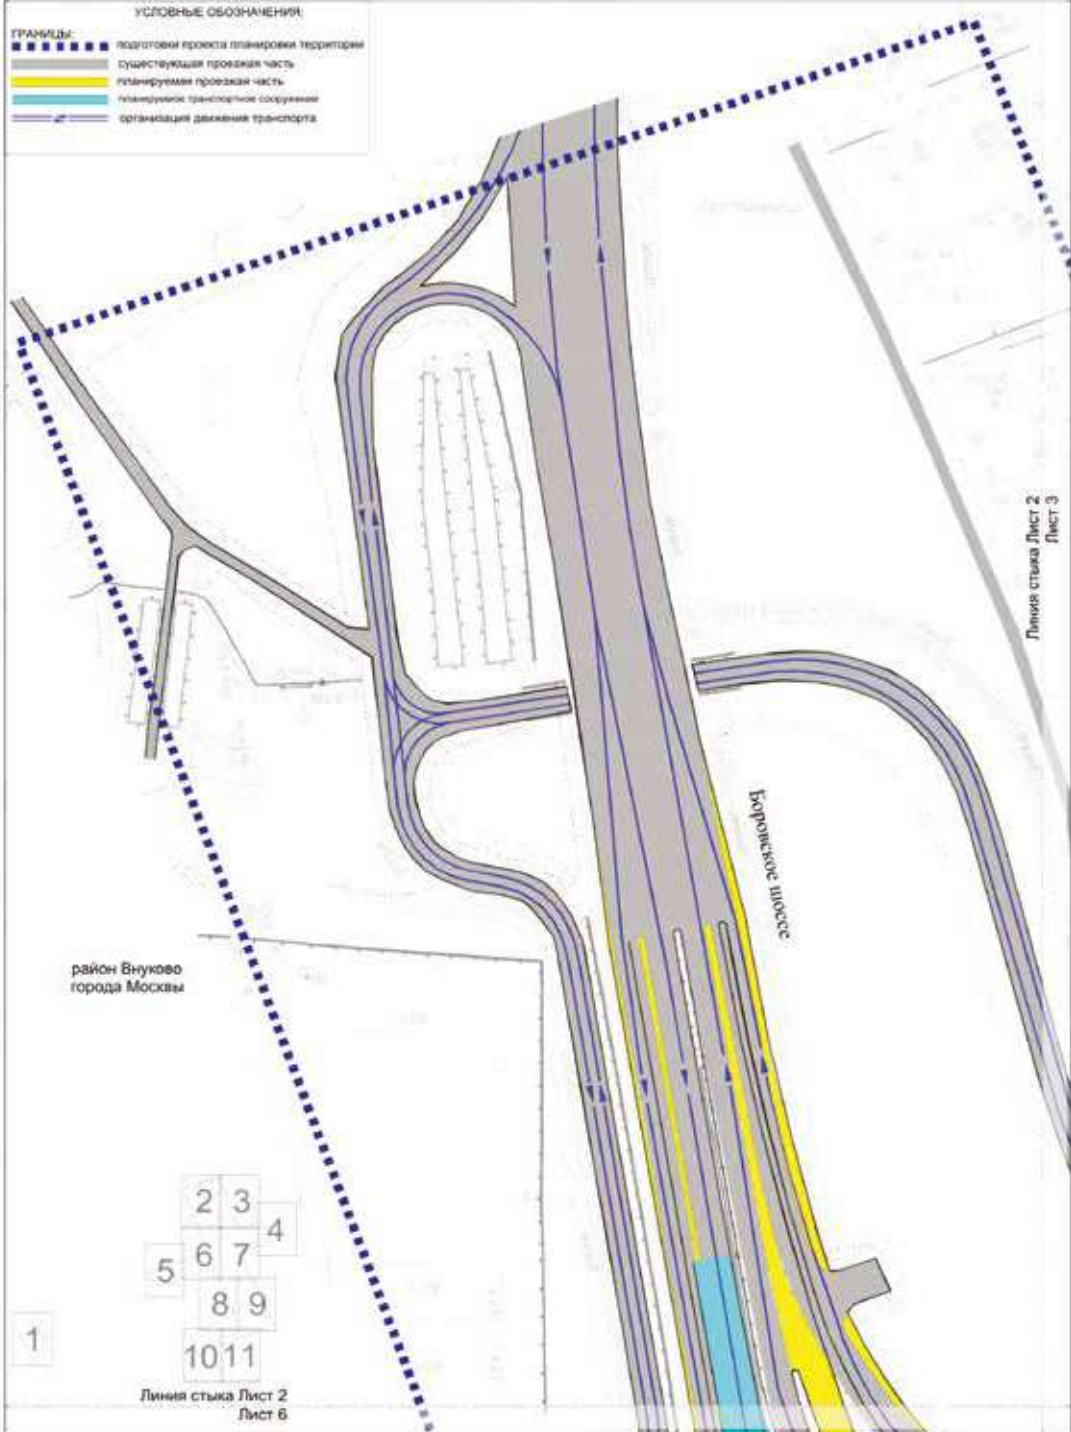 УСЛОВНЫЕ ОБОЗНАЧЕНИЯ:
ГРАНИЦЫ:
подготовки проекта планировки территории
существующая проезжая часть
планируемая проезжая часть
планируемое транспортное сооружение
организация движения транспорта
Линия стыка Лист 2
Лист 3
Боровское шоссе
район Внуково
города Москвы
2 3
4
5 6 7
8 9
1
10 11
Линия стыка Лист 2
Лист 6